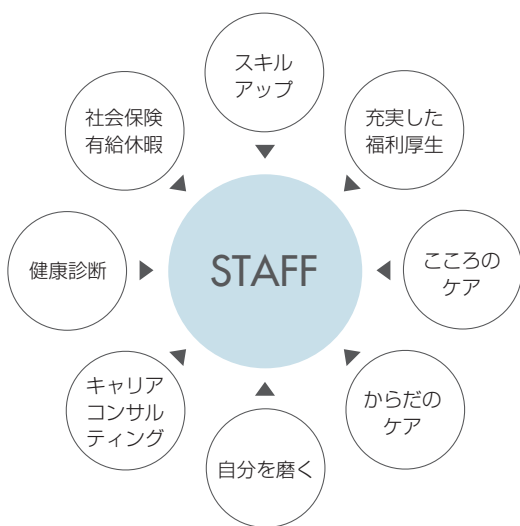 スキル
アップ
充実した
福利厚生
こころの
ケア
からだの
ケア
自分を磨く
キャリア
コンサル
ティング
健康診断
社会保険
有給休暇
STAFF